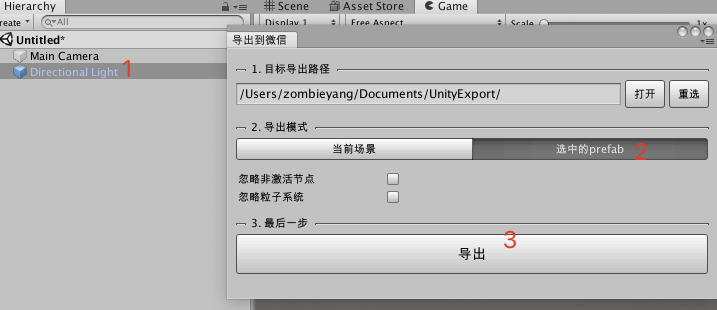 Hierarchy
# Scene
Asset Store
Game
reate
All
Display 1
Free Aspect
Scale
1x
Untitled*
Main Camera
Directional Light
1
导出到微信
1. 目标导出路径
/Users/zombieyang/Documents/UnityExport/
打开
重选
2. 导出模式
当前场景
选中的prefab
2
忽略非激活节点
忽略粒子系统
3. 最后一步
3
导出